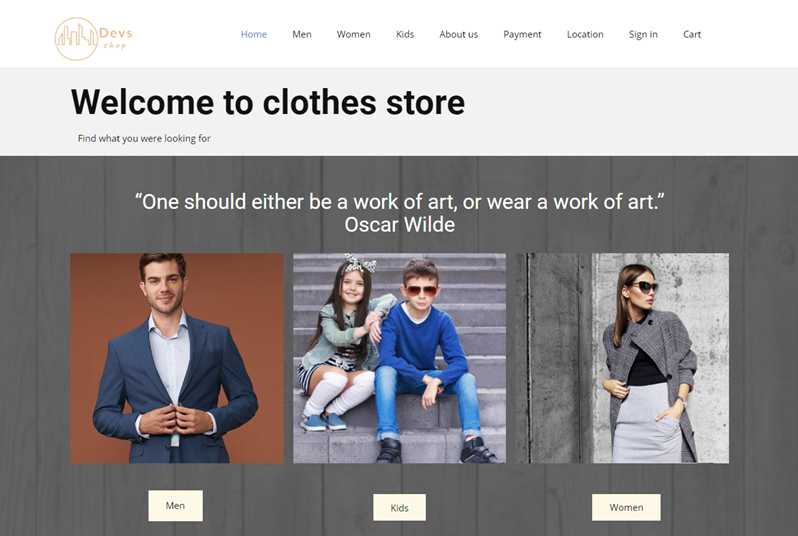 Devs
shop
Home Men Women Kids About us Payment Location Sign in Cart
Welcome to clothes store
Find what you were looking for
“One should either be a work of art, or wear a work of art.”
Oscar Wilde
Men Kids Women